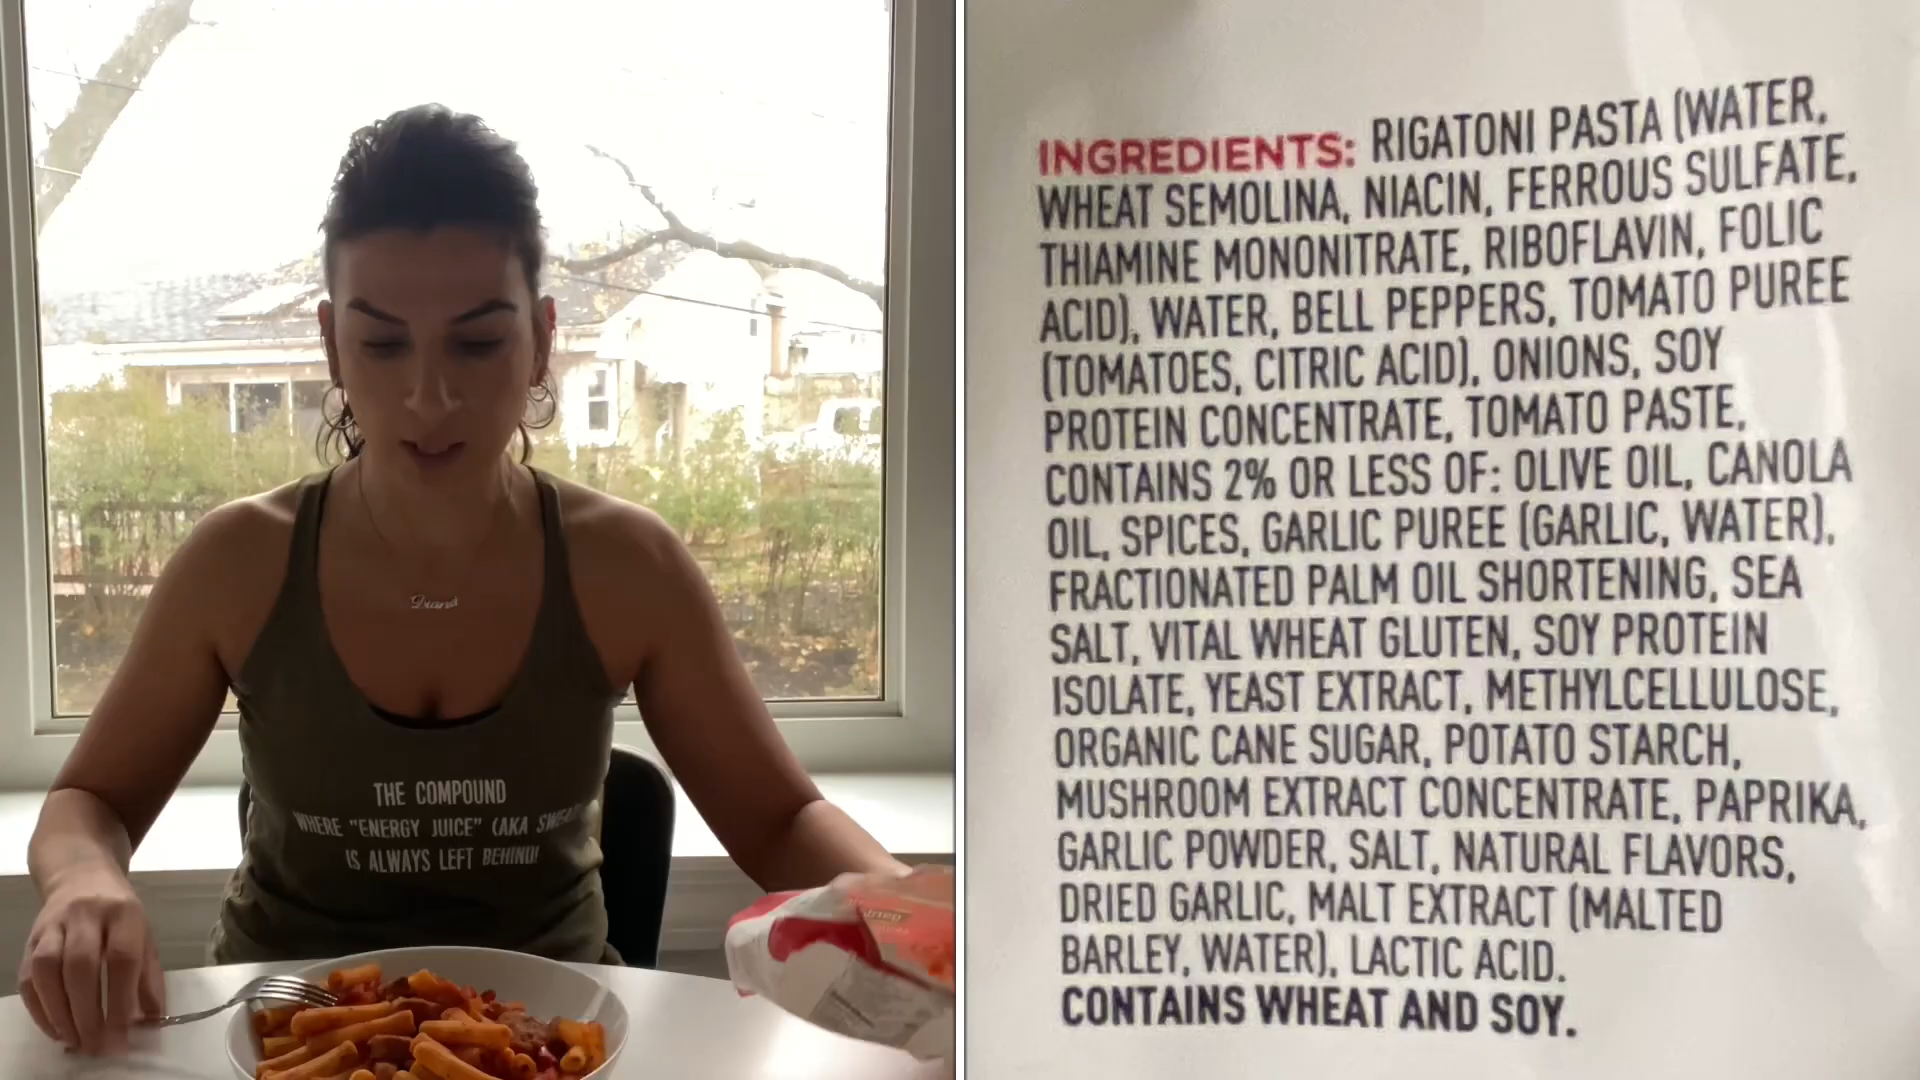 Diana
THE COMPOUND
WHERE "ENERGY JUICE" (AKA SWEAT
IS ALWAYS LEFT BEHIND!
INGREDIENTS: RIGATONI PASTA (WATER,
WHEAT SEMOLINA, NIACIN, FERROUS SULFATE,
THIAMINE MONONITRATE, RIBOFLAVIN, FOLIC
ACID), WATER, BELL PEPPERS, TOMATO PUREE
(TOMATOES, CITRIC ACID), ONIONS, SOY
PROTEIN CONCENTRATE, TOMATO PASTE,
CONTAINS 2% OR LESS OF: OLIVE OIL, CANOLA
OIL, SPICES, GARLIC PUREE (GARLIC, WATER),
FRACTIONATED PALM OIL SHORTENING, SEA
SALT, VITAL WHEAT GLUTEN, SOY PROTEIN
ISOLATE, YEAST EXTRACT, METHYLCELLULOSE,
ORGANIC CANE SUGAR, POTATO STARCH,
MUSHROOM EXTRACT CONCENTRATE, PAPRIKA,
GARLIC POWDER, SALT, NATURAL FLAVORS,
DRIED GARLIC, MALT EXTRACT (MALTED
BARLEY, WATER), LACTIC ACID.
CONTAINS WHEAT AND SOY.